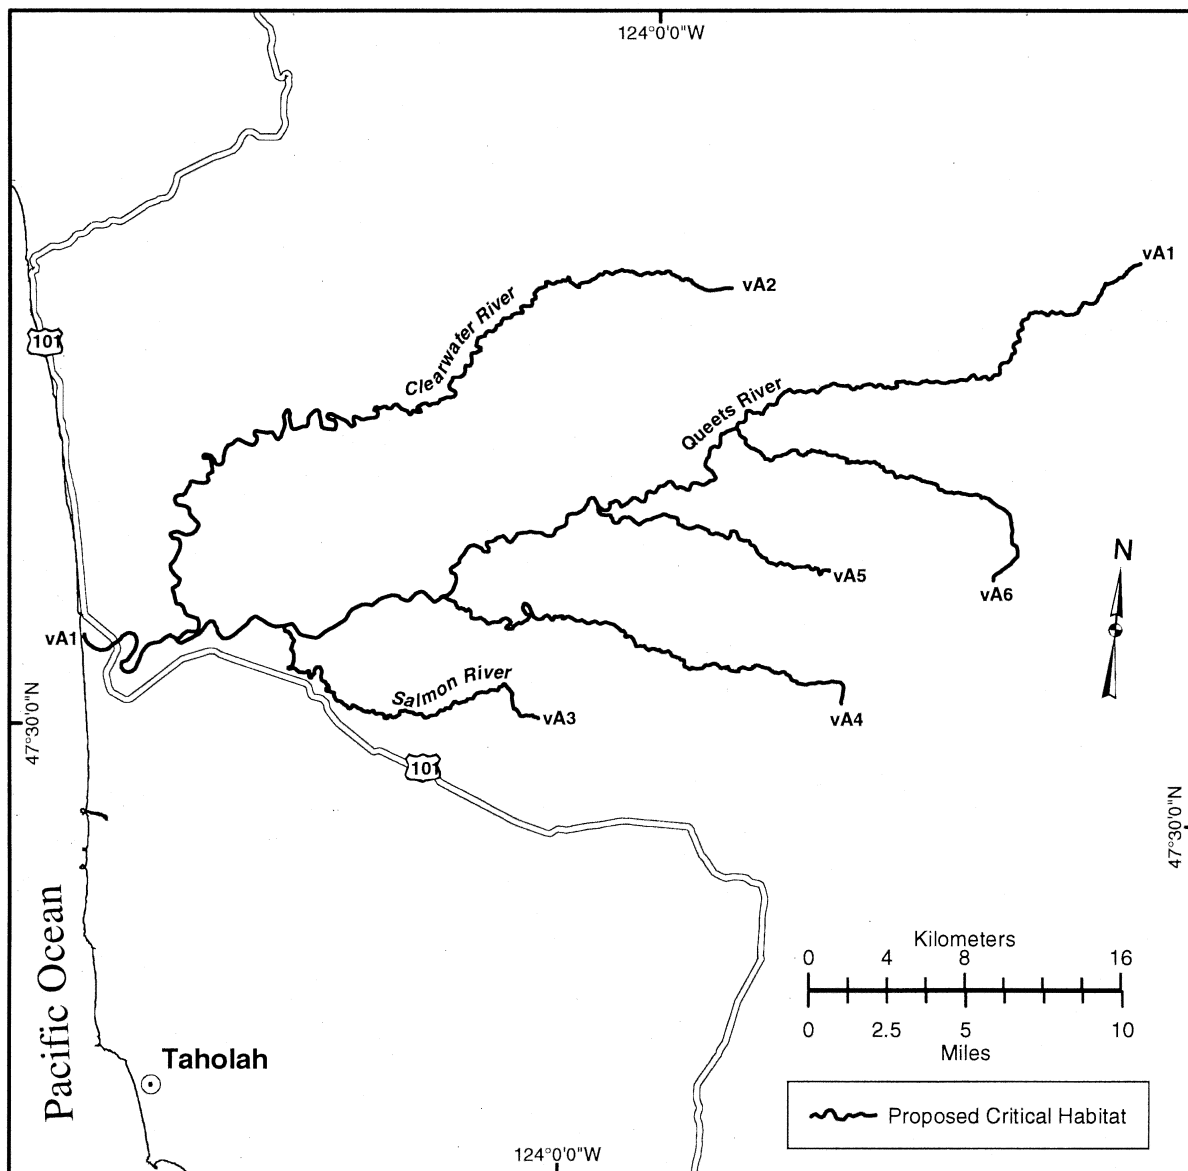 124°0'0"W
vA1
vA2
Clearwater River
101
Queets River
N
vA5
vA6
vA1
Salmon River
vA3
vA4
47°30'0"N
101
47°30'0"N
Pacific Ocean
Kilometers
0 4 8 16
0 2.5 5 10
Miles
Taholah
Proposed Critical Habitat
124°0'0"W